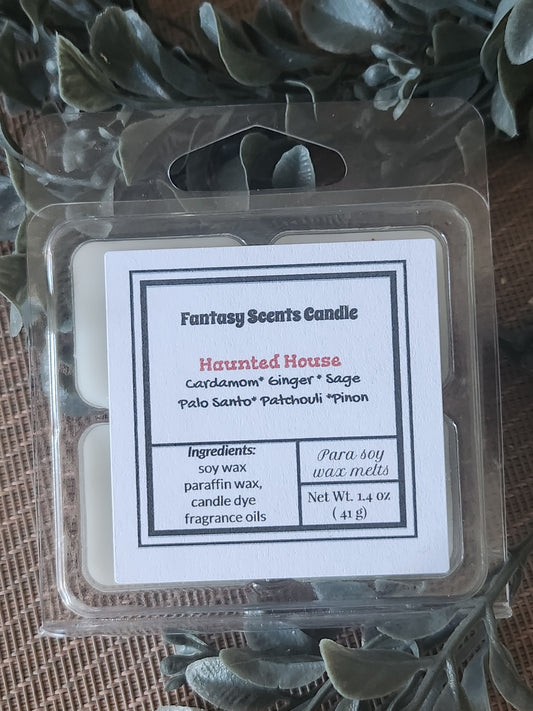 Fantasy Scents Candle
Haunted House
Cardamom* Ginger * Sage
Palo Santo* Patchouli *Pinon
Ingredients:
soy wax
paraffin wax,
candle dye
fragrance oils
Para soy
wax melts
Net Wt. 1.4 oz
( 41 g)